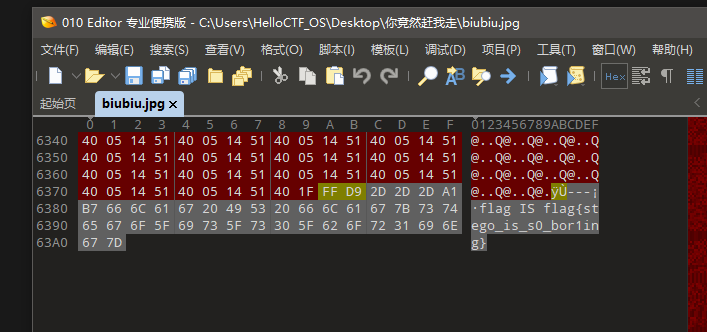 010 Editor 专业便携版 - C:\Users\HelloCTF_OS\Desktop\你竟然赶我走\biubiu.jpg
文件(F) 编辑(E) 搜索(S) 查看(V) 格式(O) 脚本(I) 模板(L) 调试(D) 项目(P) 工具(T) 窗口(W) 帮助(H)
Hex ¶
起始页 biubiu.jpg ×
0 1 2 3 4 5 6 7 8 9 A B C D E F 0123456789ABCDEF
6340 40 05 14 51 40 05 14 51 40 05 14 51 40 05 14 51 @..Q@..Q@..Q@..Q
6350 40 05 14 51 40 05 14 51 40 05 14 51 40 05 14 51 @..Q@..Q@..Q@..Q
6360 40 05 14 51 40 05 14 51 40 05 14 51 40 05 14 51 @..Q@..Q@..Q@..Q
6370 40 05 14 51 40 05 14 51 40 1F FF D9 2D 2D 2D A1 @..Q@..Q@.ÿÙ---¡
6380 B7 66 6C 61 67 20 49 53 20 66 6C 61 67 7B 73 74 ·flag IS flag{st
6390 65 67 6F 5F 69 73 5F 73 30 5F 62 6F 72 31 69 6E ego_is_s0_bor1in
63A0 67 7D g}